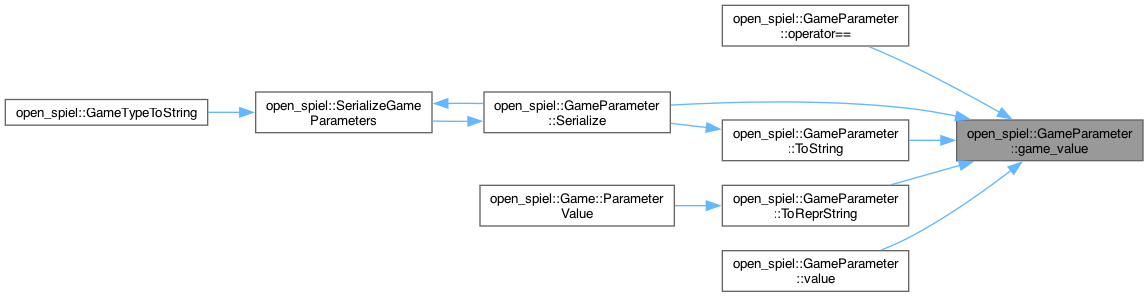 open_spiel::GameParameter
::operator==
open_spiel::GameTypeToString
open_spiel::SerializeGame
Parameters
open_spiel::GameParameter
::Serialize
open_spiel::GameParameter
::ToString
open_spiel::GameParameter
::game_value
open_spiel::Game::Parameter
Value
open_spiel::GameParameter
::ToReprString
open_spiel::GameParameter
::value